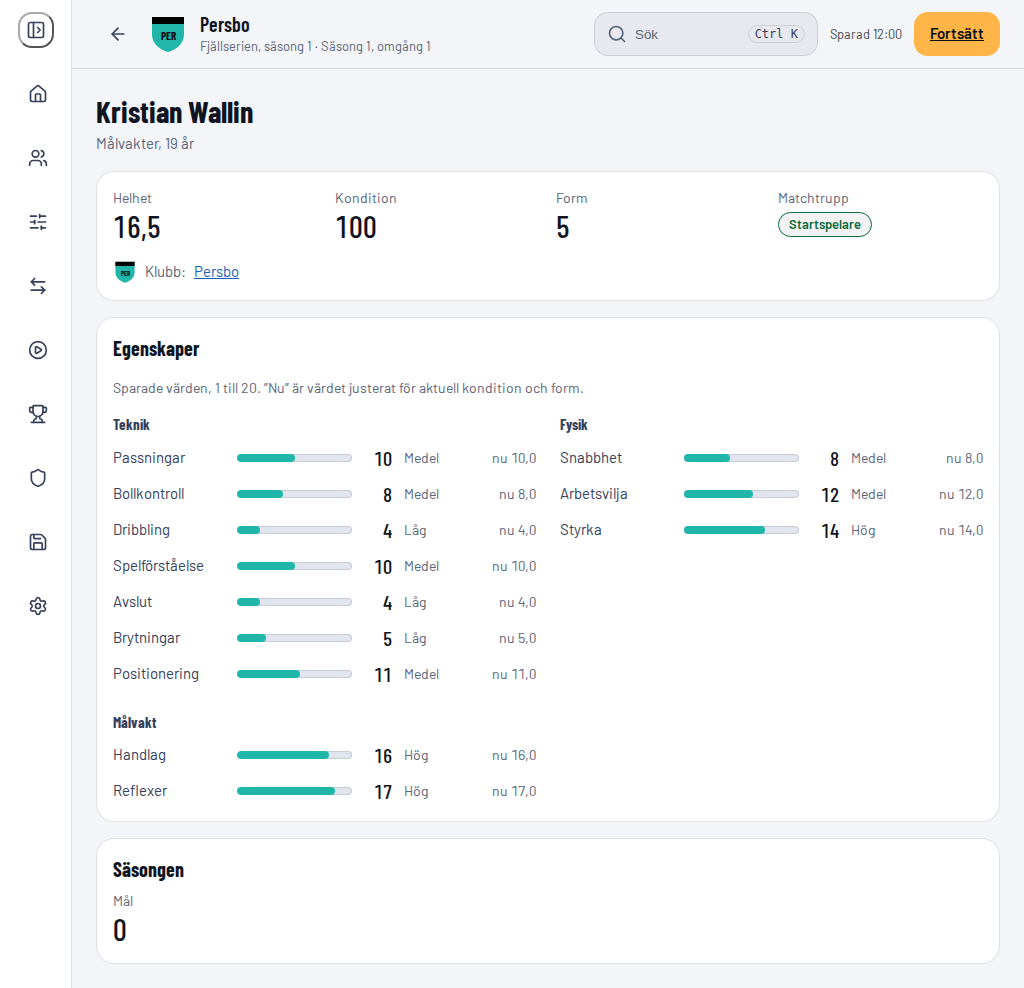 PER
Persbo
Fjällserien, säsong 1 · Säsong 1, omgång 1
Sök
Ctrl K
Sparad 12:00
Fortsätt
Kristian Wallin
Målvakter, 19 år
Helhet
16,5
Kondition
100
Form
5
Matchtrupp
Startspelare
PER
Klubb: Persbo
Egenskaper
Sparade värden, 1 till 20. ”Nu” är värdet justerat för aktuell kondition och form.
Teknik
Passningar 10 Medel nu 10,0
Bollkontroll 8 Medel nu 8,0
Dribbling 4 Låg nu 4,0
Spelförståelse 10 Medel nu 10,0
Avslut 4 Låg nu 4,0
Brytningar 5 Låg nu 5,0
Positionering 11 Medel nu 11,0
Fysik
Snabbhet 8 Medel nu 8,0
Arbetsvilja 12 Medel nu 12,0
Styrka 14 Hög nu 14,0
Målvakt
Handlag 16 Hög nu 16,0
Reflexer 17 Hög nu 17,0
Säsongen
Mål
0